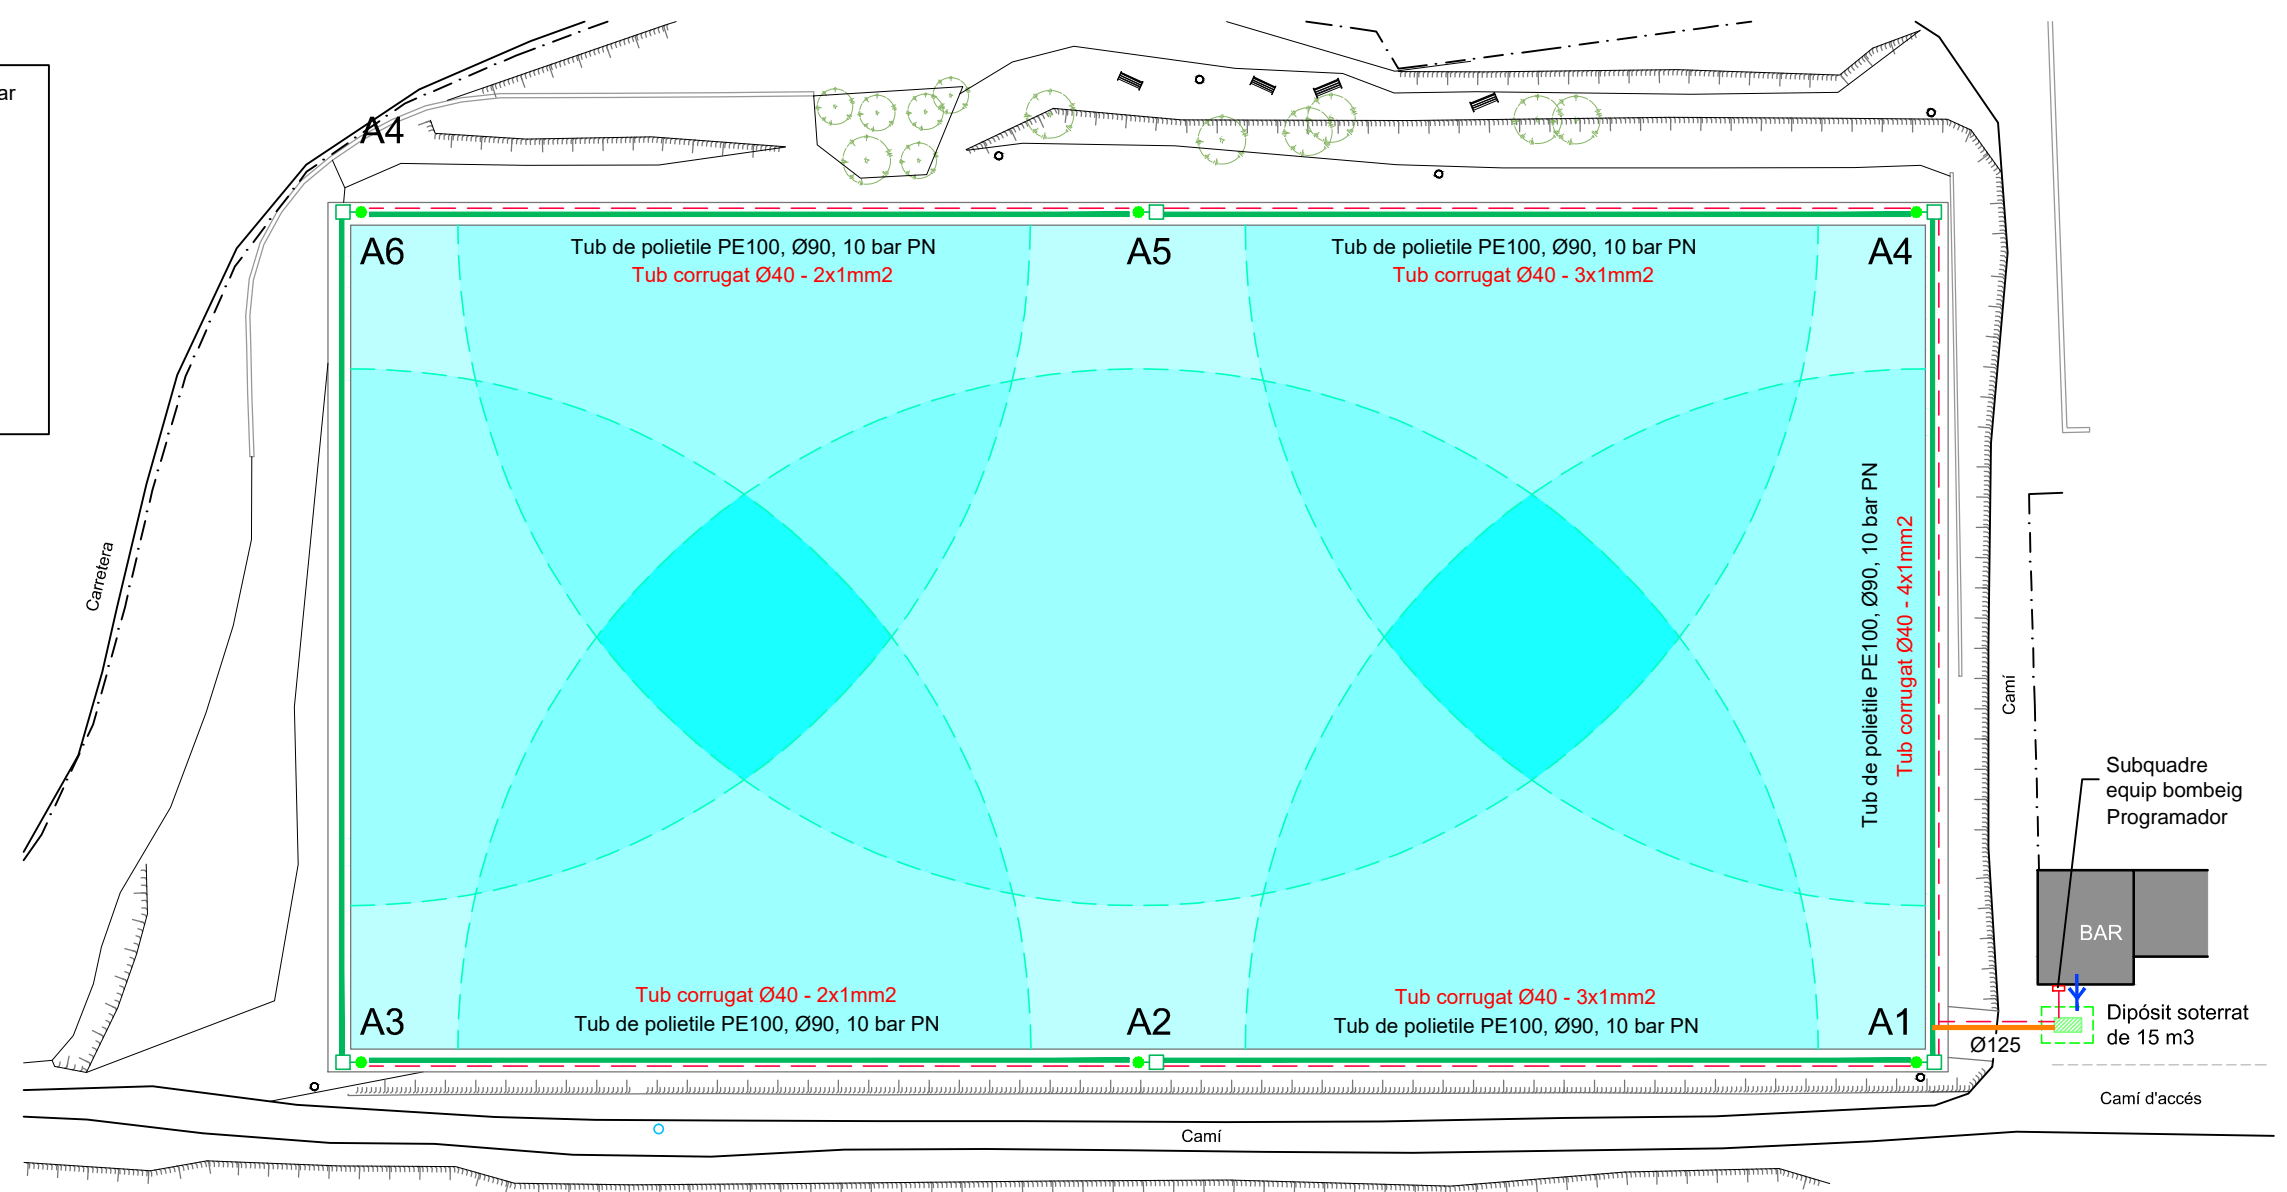 ar
A4
A6
Tub de polietile PE100, Ø90, 10 bar PN
Tub corrugat Ø40 - 2x1mm2
A5
Tub de polietile PE100, Ø90, 10 bar PN
Tub corrugat Ø40 - 3x1mm2
A4
Carretera
Tub de polietile PE100, Ø90, 10 bar PN
Tub corrugat Ø40 - 4x1mm2
Camí
Subquadre
equip bombeig
Programador
BAR
A3
Tub corrugat Ø40 - 2x1mm2
Tub de polietile PE100, Ø90, 10 bar PN
A2
Tub corrugat Ø40 - 3x1mm2
Tub de polietile PE100, Ø90, 10 bar PN
A1
Ø125
Dipósit soterrat
de 15 m3
Camí d'accés
Camí